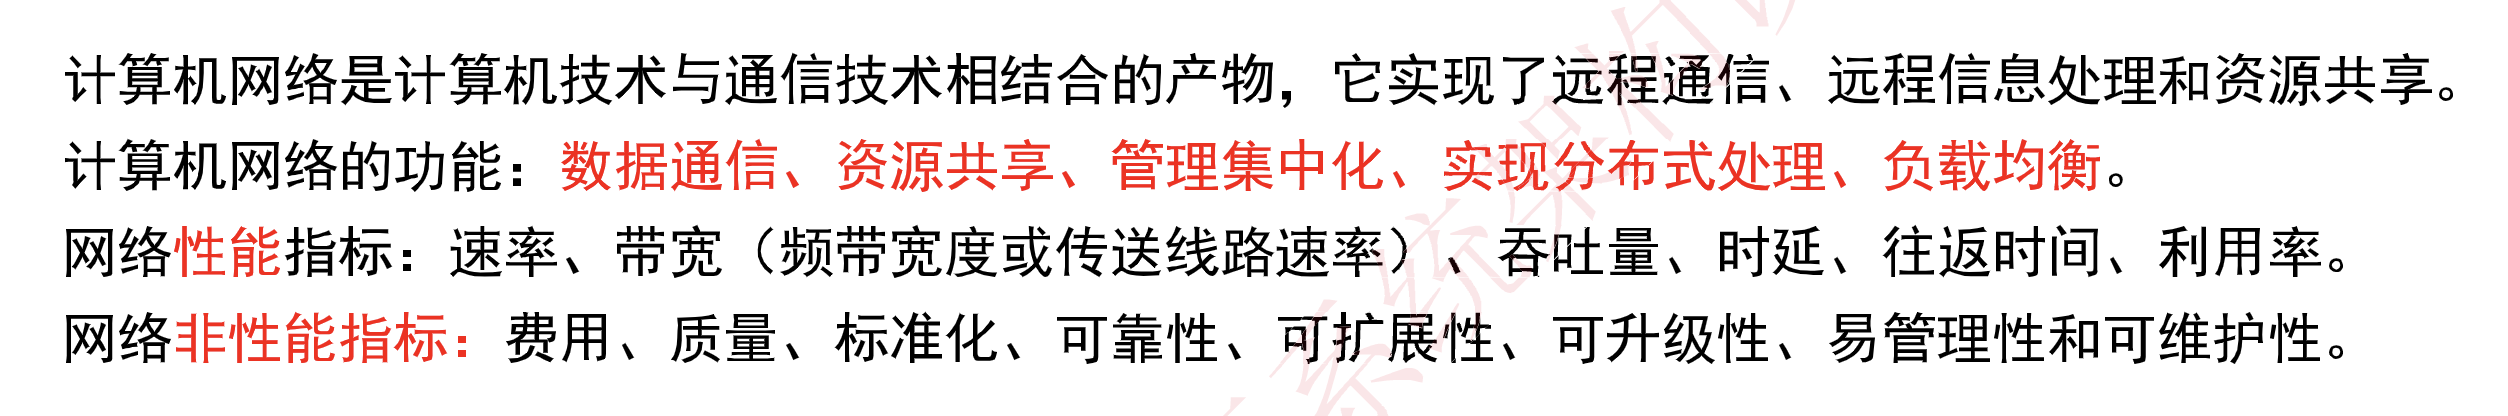 计算机网络是计算机技术与通信技术相结合的产物，它实现了远程通信、远程信息处理和资源共享。
计算机网络的功能：数据通信、资源共享、管理集中化、实现分布式处理、负载均衡。
网络性能指标：速率、带宽（频带宽度或传送线路速率）、吞吐量、时延、往返时间、利用率。
网络非性能指标：费用、质量、标准化、可靠性、可扩展性、可升级性、易管理性和可维护性。